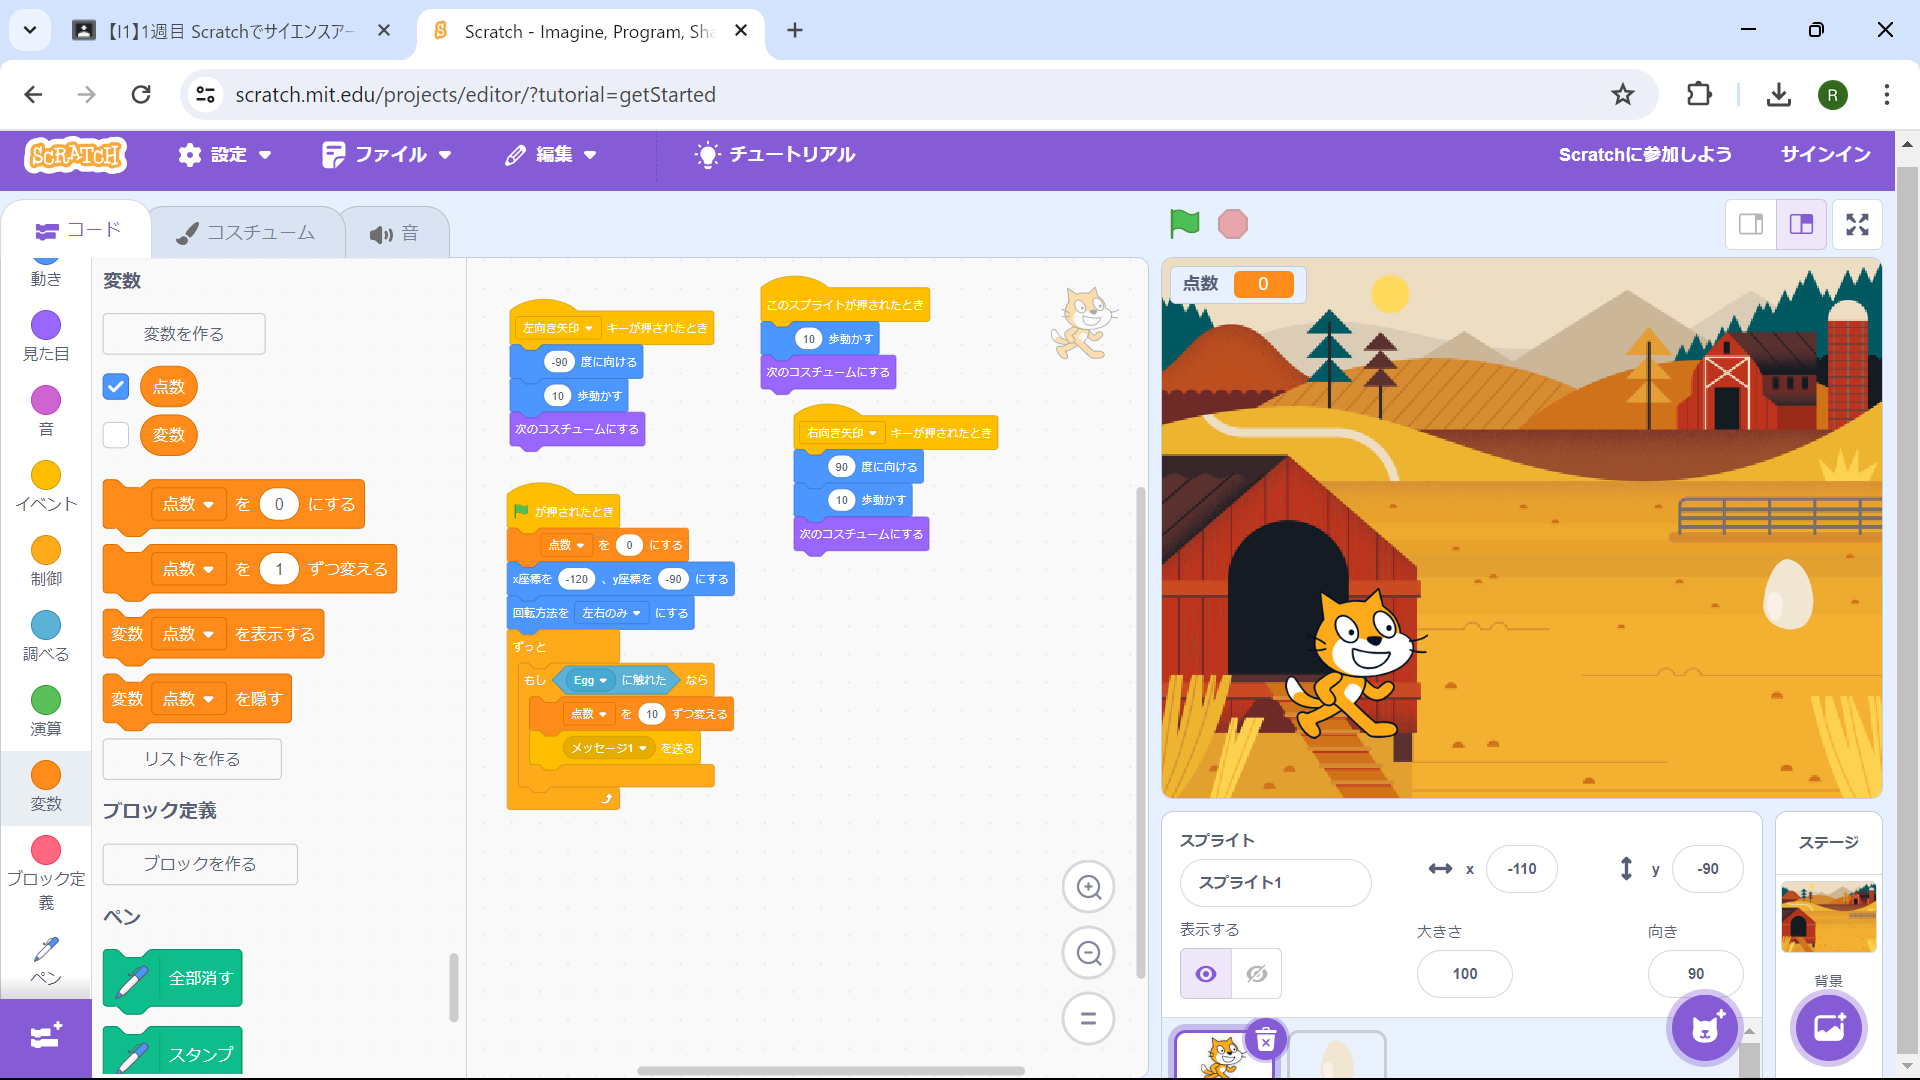 【I1】1週目 Scratchでサイエンスアー
Scratch - Imagine, Program, Sha
scratch.mit.edu/projects/editor/?tutorial=getStarted
R
SCRATCH
設定
ファイル
編集
チュートリアル
Scratchに参加しよう
サインイン
コード
コスチューム
音
動き
見た目
音
イベント
制御
調べる
演算
変数
ブロック定
義
ペン
変数
変数を作る
点数
変数
点数 を 0 にする
点数 を 1 ずつ変える
変数 点数 を表示する
変数 点数 を隠す
リストを作る
ブロック定義
ブロックを作る
ペン
全部消す
スタンプ
左向き矢印 キーが押されたとき
-90 度に向ける
10 歩動かす
次のコスチュームにする
このスプライトが押されたとき
10 歩動かす
次のコスチュームにする
右向き矢印 キーが押されたとき
90 度に向ける
10 歩動かす
次のコスチュームにする
が押されたとき
点数 を 0 にする
x座標を -120 、y座標を -90 にする
回転方法を 左右のみ にする
ずっと
もし Egg に触れた なら
点数 を 10 ずつ変える
メッセージ1 を送る
点数 0
スプライト
スプライト1
x -110
y -90
表示する
大きさ
100
向き
90
ステージ
背景